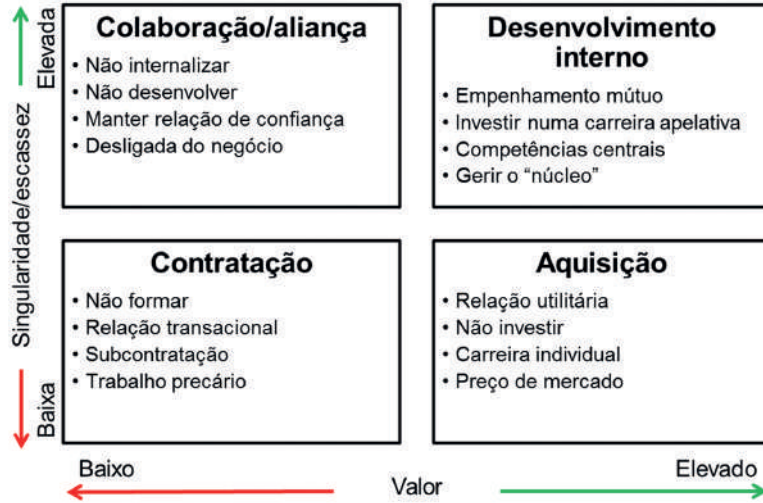 Elevada
Singularidade/escassez
Baixa
Colaboração/aliança
• Não internalizar
• Não desenvolver
• Manter relação de confiança
• Desligada do negócio
Desenvolvimento
interno
• Empenhamento mútuo
• Investir numa carreira apelativa
• Competências centrais
• Gerir o “núcleo”
Contratação
• Não formar
• Relação transacional
• Subcontratação
• Trabalho precário
Aquisição
• Relação utilitária
• Não investir
• Carreira individual
• Preço de mercado
Baixo
Valor
Elevado